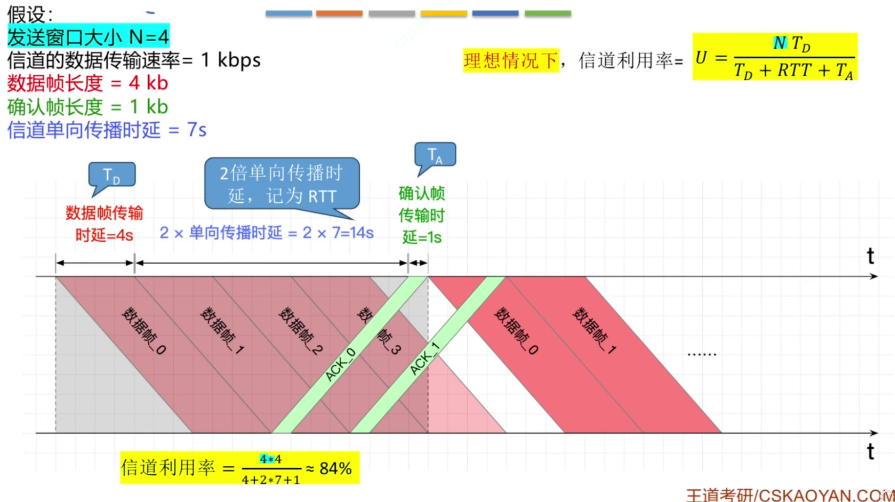 假设：
发送窗口大小 N=4
信道的数据传输速率= 1 kbps
数据帧长度 = 4 kb
确认帧长度 = 1 kb
信道单向传播时延 = 7s
理想情况下，信道利用率= U = N T_D / (T_D + RTT + T_A)
T_D
2倍单向传播时
延，记为 RTT
T_A
数据帧传输
时延=4s
2 × 单向传播时延 = 2 × 7=14s
确认帧
传输时
延=1s
t
数据帧_0
数据帧_1
数据帧_2
数据帧_3
ACK_0
ACK_1
数据帧_0
数据帧_1
……
t
信道利用率 = 4*4 / (4+2*7+1) ≈ 84%
王道考研/CSKAOYAN.COM